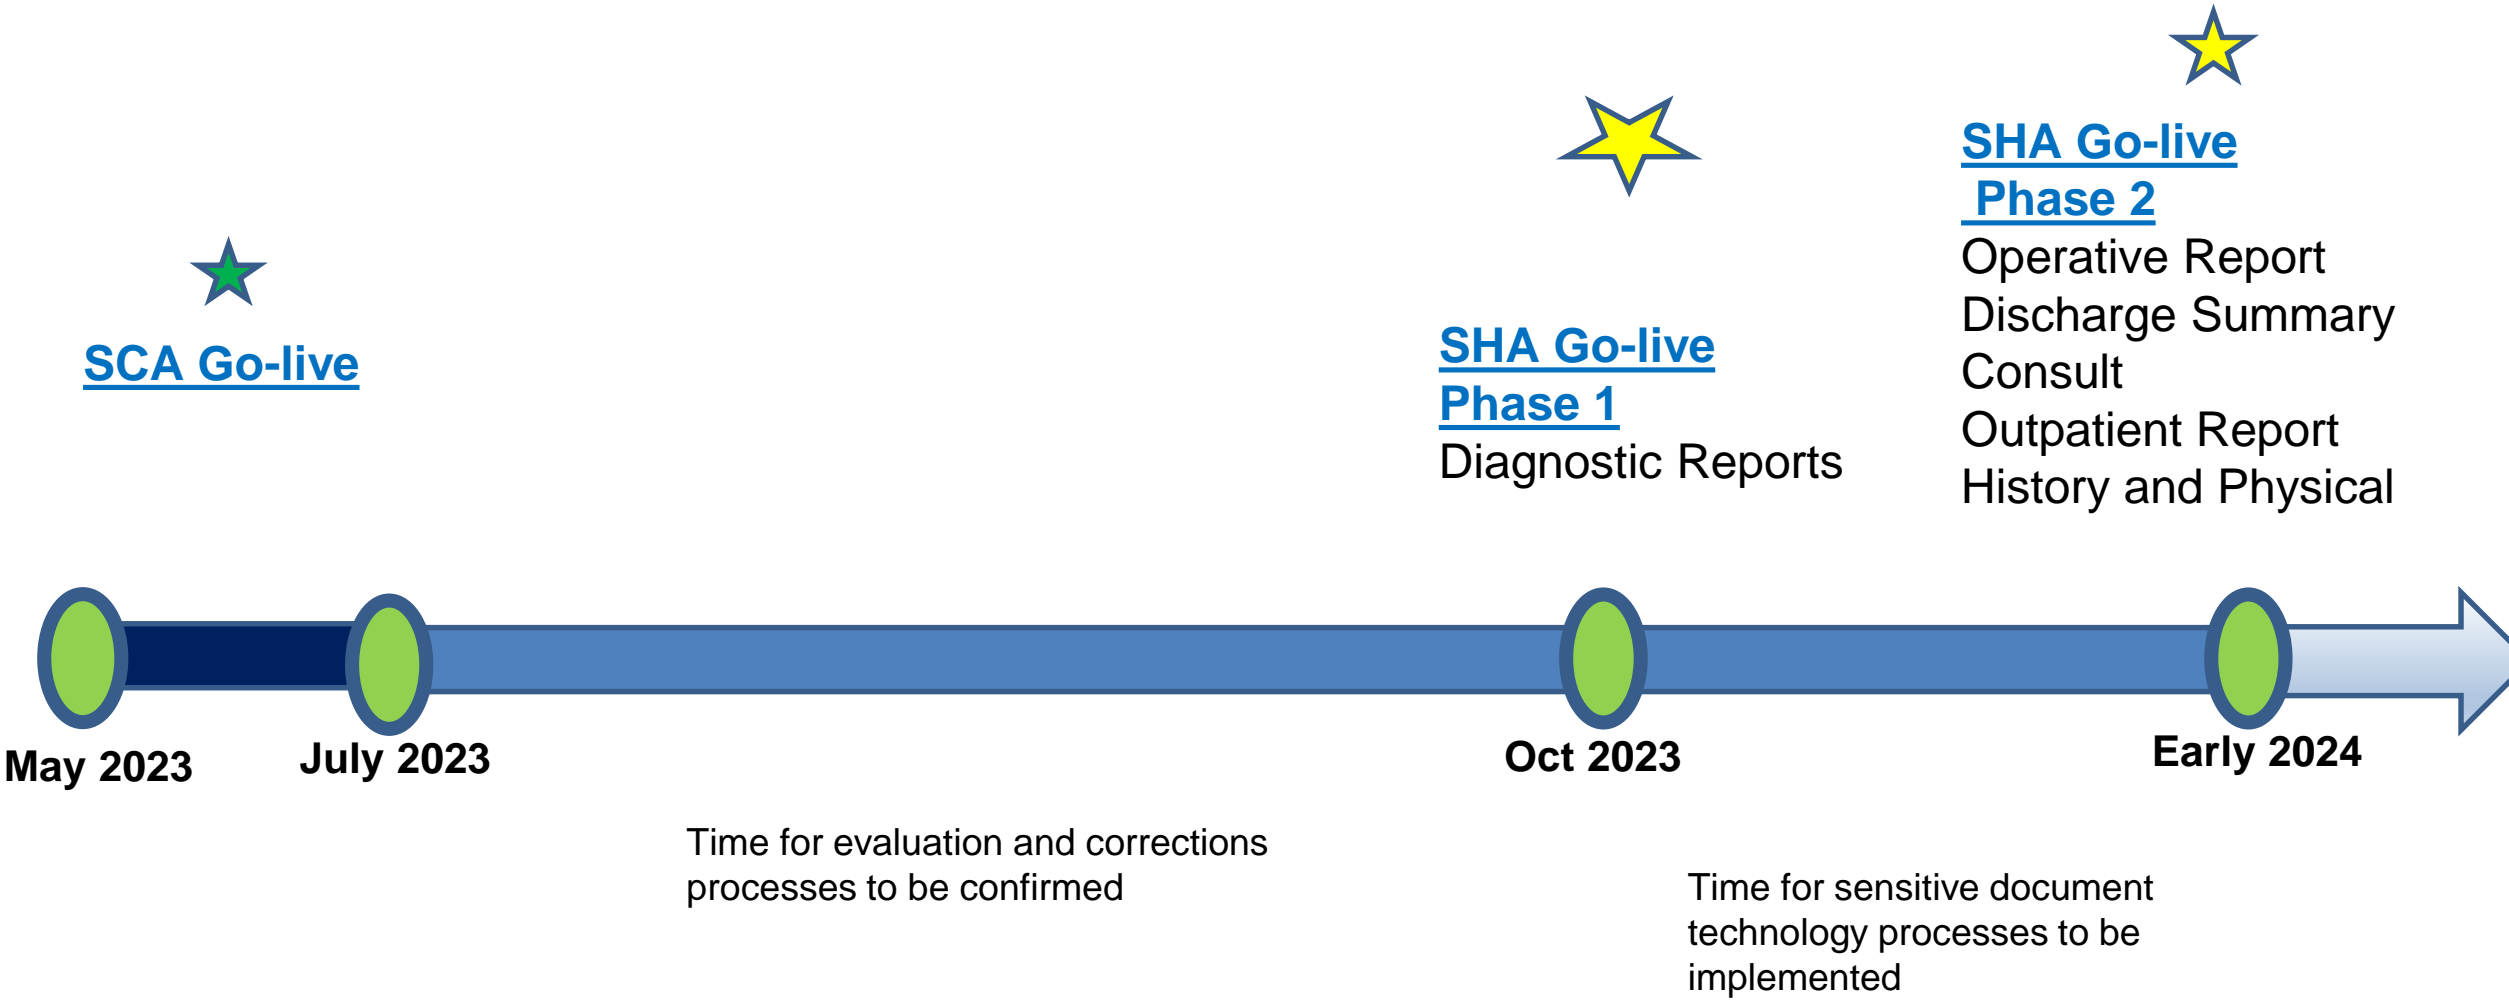 SCA Go-live
SHA Go-live
Phase 1
Diagnostic Reports
SHA Go-live
Phase 2
Operative Report
Discharge Summary
Consult
Outpatient Report
History and Physical
May 2023
July 2023
Oct 2023
Early 2024
Time for evaluation and corrections
processes to be confirmed
Time for sensitive document
technology processes to be
implemented